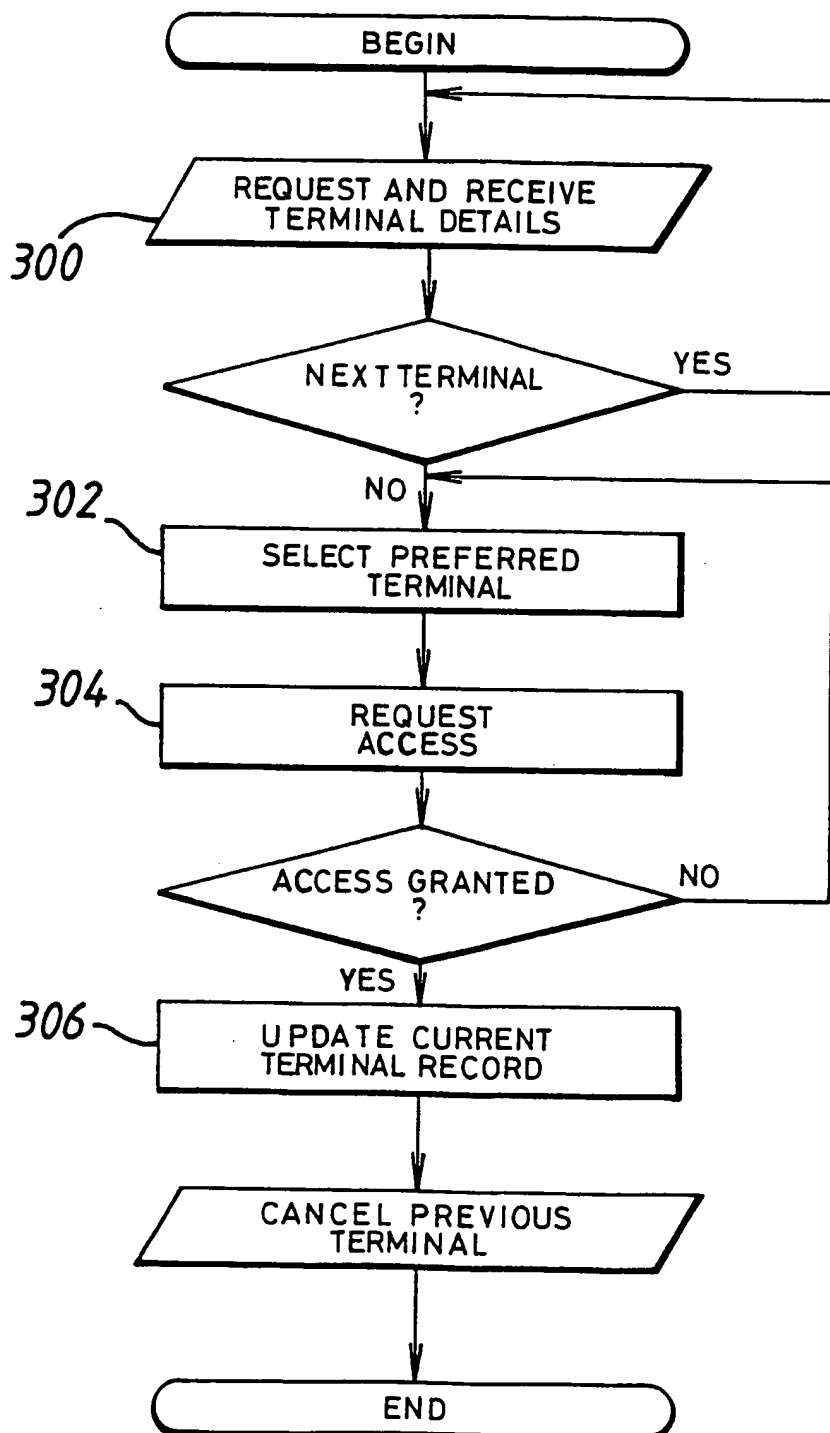 BEGIN
REQUEST AND RECEIVE
TERMINAL DETAILS
300
NEXT TERMINAL
?
YES
NO
302
SELECT PREFERRED
TERMINAL
304
REQUEST
ACCESS
ACCESS GRANTED
?
NO
YES
306
UPDATE CURRENT
TERMINAL RECORD
CANCEL PREVIOUS
TERMINAL
END